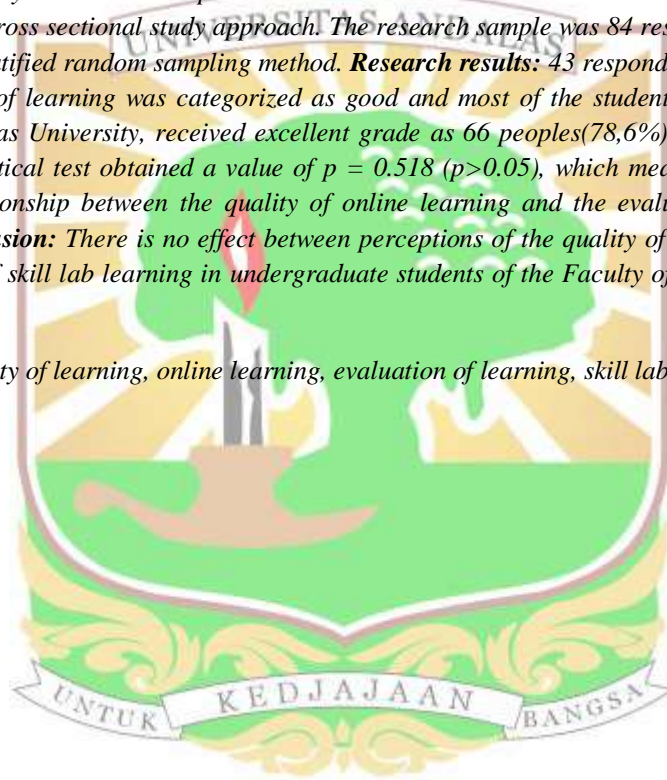 ross sectional study approach. The research sample was 84 res
UNIVERSITAS ANDALAS
tified random sampling method. Research results: 43 respond
of learning was categorized as good and most of the student
as University, received excellent grade as 66 peoples(78,6%)
tical test obtained a value of p = 0.518 (p>0.05), which mea
onship between the quality of online learning and the evalu
sion: There is no effect between perceptions of the quality of
f skill lab learning in undergraduate students of the Faculty of
ty of learning, online learning, evaluation of learning, skill lab
UNTUK KEDJAJAAN BANGSA